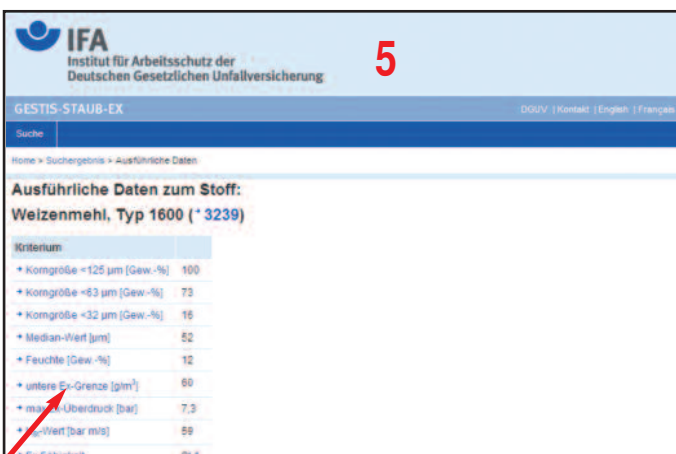 IFA
Institut für Arbeitsschutz der
Deutschen Gesetzlichen Unfallversicherung
5
GESTIS-STAUB-EX
DGUV | Kontakt | English | Français
Suche
Home > Suchergebnis > Ausführliche Daten
Ausführliche Daten zum Stoff:
Weizenmehl, Typ 1600 (*3239)
Kriterium
Korngröße <125 µm [Gew.-%] 100
Korngröße <63 µm [Gew.-%] 73
Korngröße <32 µm [Gew.-%] 16
Median-Wert [µm] 52
Feuchte [Gew.-%] 12
untere Ex-Grenze [g/m³] 60
Überdruck [bar] 7,3
-Wert [bar m/s] 59